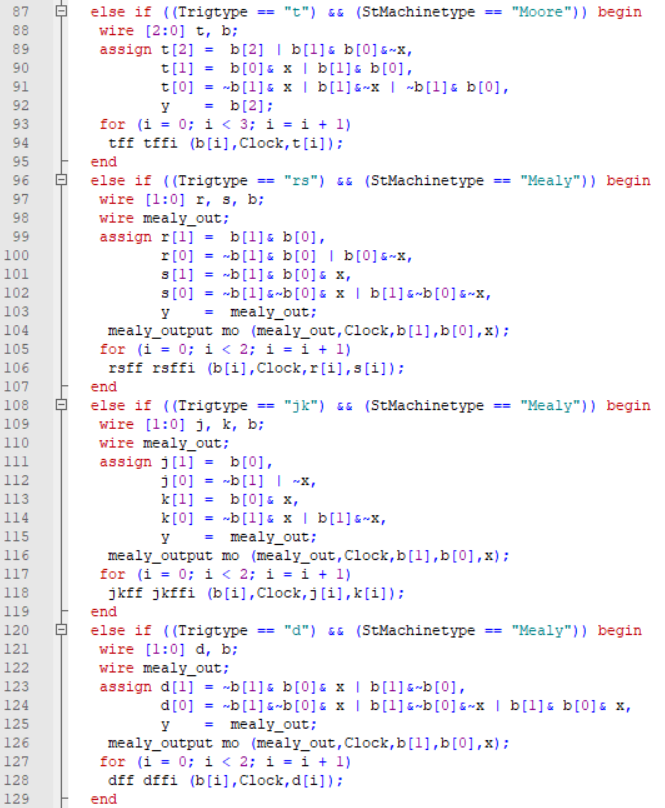 87 else if ((Trigtype == "t") && (StMachinetype == "Moore")) begin
88 wire [2:0] t, b;
89 assign t[2] =  b[2] | b[1]& b[0]&~x,
90 t[1] =  b[0]& x | b[1]& b[0],
91 t[0] = ~b[1]& x | b[1]&~x | ~b[1]& b[0],
92 y    =  b[2];
93 for (i = 0; i < 3; i = i + 1)
94 tff tffi (b[i],Clock,t[i]);
95 end
96 else if ((Trigtype == "rs") && (StMachinetype == "Mealy")) begin
97 wire [1:0] r, s, b;
98 wire mealy_out;
99 assign r[1] =  b[1]& b[0],
100 r[0] = ~b[1]& b[0] | b[0]&~x,
101 s[1] = ~b[1]& b[0]& x,
102 s[0] = ~b[1]&~b[0]& x | b[1]&~b[0]&~x,
103 y    =  mealy_out;
104 mealy_output mo (mealy_out,Clock,b[1],b[0],x);
105 for (i = 0; i < 2; i = i + 1)
106 rsff rsffi (b[i],Clock,r[i],s[i]);
107 end
108 else if ((Trigtype == "jk") && (StMachinetype == "Mealy")) begin
109 wire [1:0] j, k, b;
110 wire mealy_out;
111 assign j[1] =  b[0],
112 j[0] = ~b[1] | ~x,
113 k[1] =  b[0]& x,
114 k[0] = ~b[1]& x | b[1]&~x,
115 y    =  mealy_out;
116 mealy_output mo (mealy_out,Clock,b[1],b[0],x);
117 for (i = 0; i < 2; i = i + 1)
118 jkff jkffi (b[i],Clock,j[i],k[i]);
119 end
120 else if ((Trigtype == "d") && (StMachinetype == "Mealy")) begin
121 wire [1:0] d, b;
122 wire mealy_out;
123 assign d[1] = ~b[1]& b[0]& x | b[1]&~b[0],
124 d[0] = ~b[1]&~b[0]& x | b[1]&~b[0]&~x | b[1]& b[0]& x,
125 y    =  mealy_out;
126 mealy_output mo (mealy_out,Clock,b[1],b[0],x);
127 for (i = 0; i < 2; i = i + 1)
128 dff dffi (b[i],Clock,d[i]);
129 end